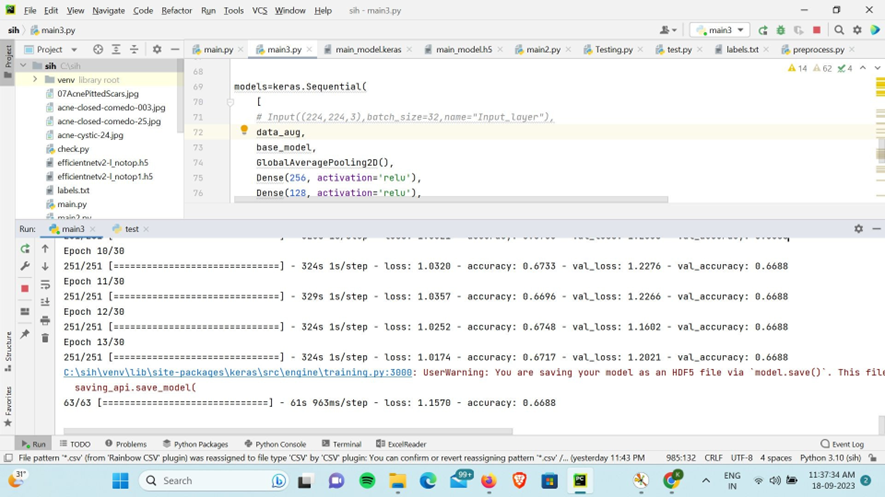 File Edit View Navigate Code Refactor Run Tools VCS Window Help sih - main3.py
sih main3.py main3
Project main.py main3.py main_model.keras main_model.h5 main2.py Testing.py test.py labels.txt preprocess.py
Project
sih C:\sih
venv library root
07AcnePittedScars.jpg
acne-closed-comedo-003.jpg
acne-closed-comedo-25.jpg
acne-cystic-24.jpg
check.py
efficientnetv2-l_notop.h5
efficientnetv2-l_notop1.h5
labels.txt
main.py
main2.py
14 62 4
68
69 models=keras.Sequential(
70 [
71 # Input((224,224,3),batch_size=32,name="Input_layer"),
72 data_aug,
73 base_model,
74 GlobalAveragePooling2D(),
75 Dense(256, activation='relu'),
76 Dense(128, activation='relu'),
Run: main3 test
Epoch 10/30
251/251 [==============================] - 324s 1s/step - loss: 1.0320 - accuracy: 0.6733 - val_loss: 1.2276 - val_accuracy: 0.6688
Epoch 11/30
251/251 [==============================] - 329s 1s/step - loss: 1.0357 - accuracy: 0.6696 - val_loss: 1.2266 - val_accuracy: 0.6688
Epoch 12/30
251/251 [==============================] - 324s 1s/step - loss: 1.0252 - accuracy: 0.6748 - val_loss: 1.1602 - val_accuracy: 0.6688
Epoch 13/30
251/251 [==============================] - 324s 1s/step - loss: 1.0174 - accuracy: 0.6717 - val_loss: 1.2021 - val_accuracy: 0.6688
C:\sih\venv\lib\site-packages\keras\src\engine\training.py:3000: UserWarning: You are saving your model as an HDF5 file via `model.save()`. This file
saving_api.save_model(
63/63 [==============================] - 61s 963ms/step - loss: 1.1570 - accuracy: 0.6688
Structure
Favorites
Run TODO Problems Python Packages Python Console Terminal ExcelReader Event Log
File pattern '*.csv' (from 'Rainbow CSV' plugin) was reassigned to file type 'CSV' by 'CSV' plugin: You can confirm or revert reassigning pattern '*.csv' /... (yesterday 11:43 PM) 985:132 CRLF UTF-8 4 spaces Python 3.10 (sih)
31° Search 99+ ENG IN 11:37:34 AM 18-09-2023